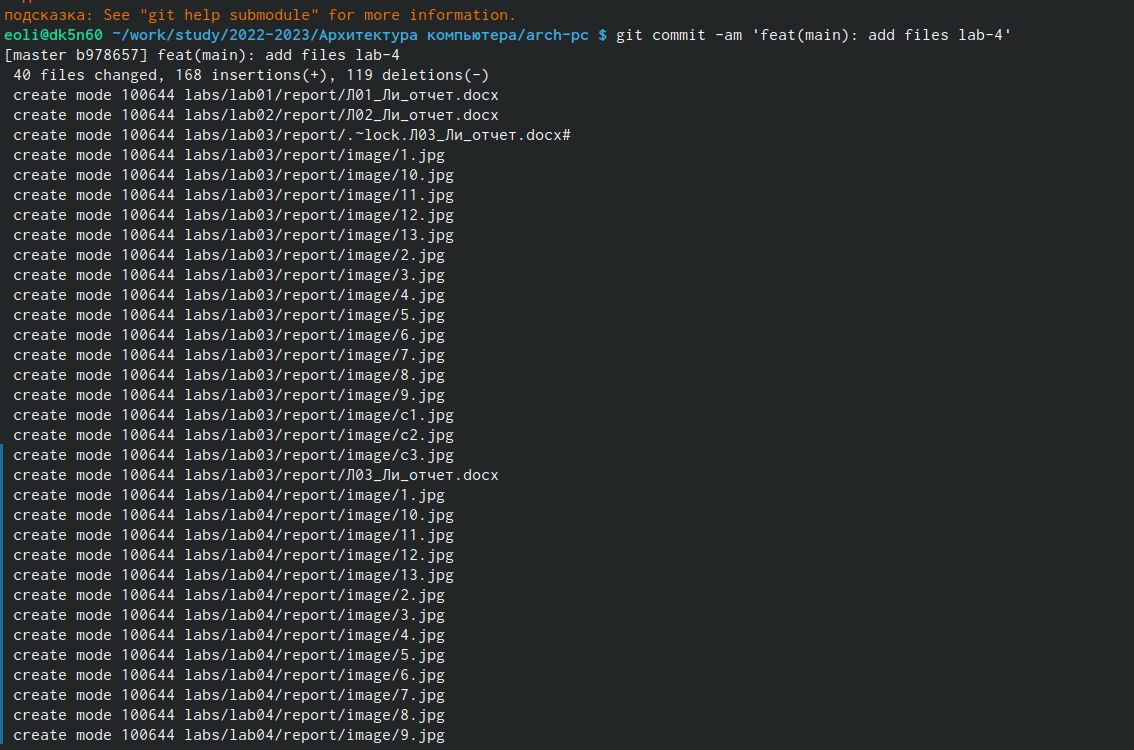 подсказка: See "git help submodule" for more information.
eoli@dk5n60 ~/work/study/2022-2023/Архитектура компьютера/arch-pc $ git commit -am 'feat(main): add files lab-4'
[master b978657] feat(main): add files lab-4
40 files changed, 168 insertions(+), 119 deletions(-)
create mode 100644 labs/lab01/report/Л01_Ли_отчет.docx
create mode 100644 labs/lab02/report/Л02_Ли_отчет.docx
create mode 100644 labs/lab03/report/.~lock.Л03_Ли_отчет.docx#
create mode 100644 labs/lab03/report/image/1.jpg
create mode 100644 labs/lab03/report/image/10.jpg
create mode 100644 labs/lab03/report/image/11.jpg
create mode 100644 labs/lab03/report/image/12.jpg
create mode 100644 labs/lab03/report/image/13.jpg
create mode 100644 labs/lab03/report/image/2.jpg
create mode 100644 labs/lab03/report/image/3.jpg
create mode 100644 labs/lab03/report/image/4.jpg
create mode 100644 labs/lab03/report/image/5.jpg
create mode 100644 labs/lab03/report/image/6.jpg
create mode 100644 labs/lab03/report/image/7.jpg
create mode 100644 labs/lab03/report/image/8.jpg
create mode 100644 labs/lab03/report/image/9.jpg
create mode 100644 labs/lab03/report/image/c1.jpg
create mode 100644 labs/lab03/report/image/c2.jpg
create mode 100644 labs/lab03/report/image/c3.jpg
create mode 100644 labs/lab03/report/Л03_Ли_отчет.docx
create mode 100644 labs/lab04/report/image/1.jpg
create mode 100644 labs/lab04/report/image/10.jpg
create mode 100644 labs/lab04/report/image/11.jpg
create mode 100644 labs/lab04/report/image/12.jpg
create mode 100644 labs/lab04/report/image/13.jpg
create mode 100644 labs/lab04/report/image/2.jpg
create mode 100644 labs/lab04/report/image/3.jpg
create mode 100644 labs/lab04/report/image/4.jpg
create mode 100644 labs/lab04/report/image/5.jpg
create mode 100644 labs/lab04/report/image/6.jpg
create mode 100644 labs/lab04/report/image/7.jpg
create mode 100644 labs/lab04/report/image/8.jpg
create mode 100644 labs/lab04/report/image/9.jpg